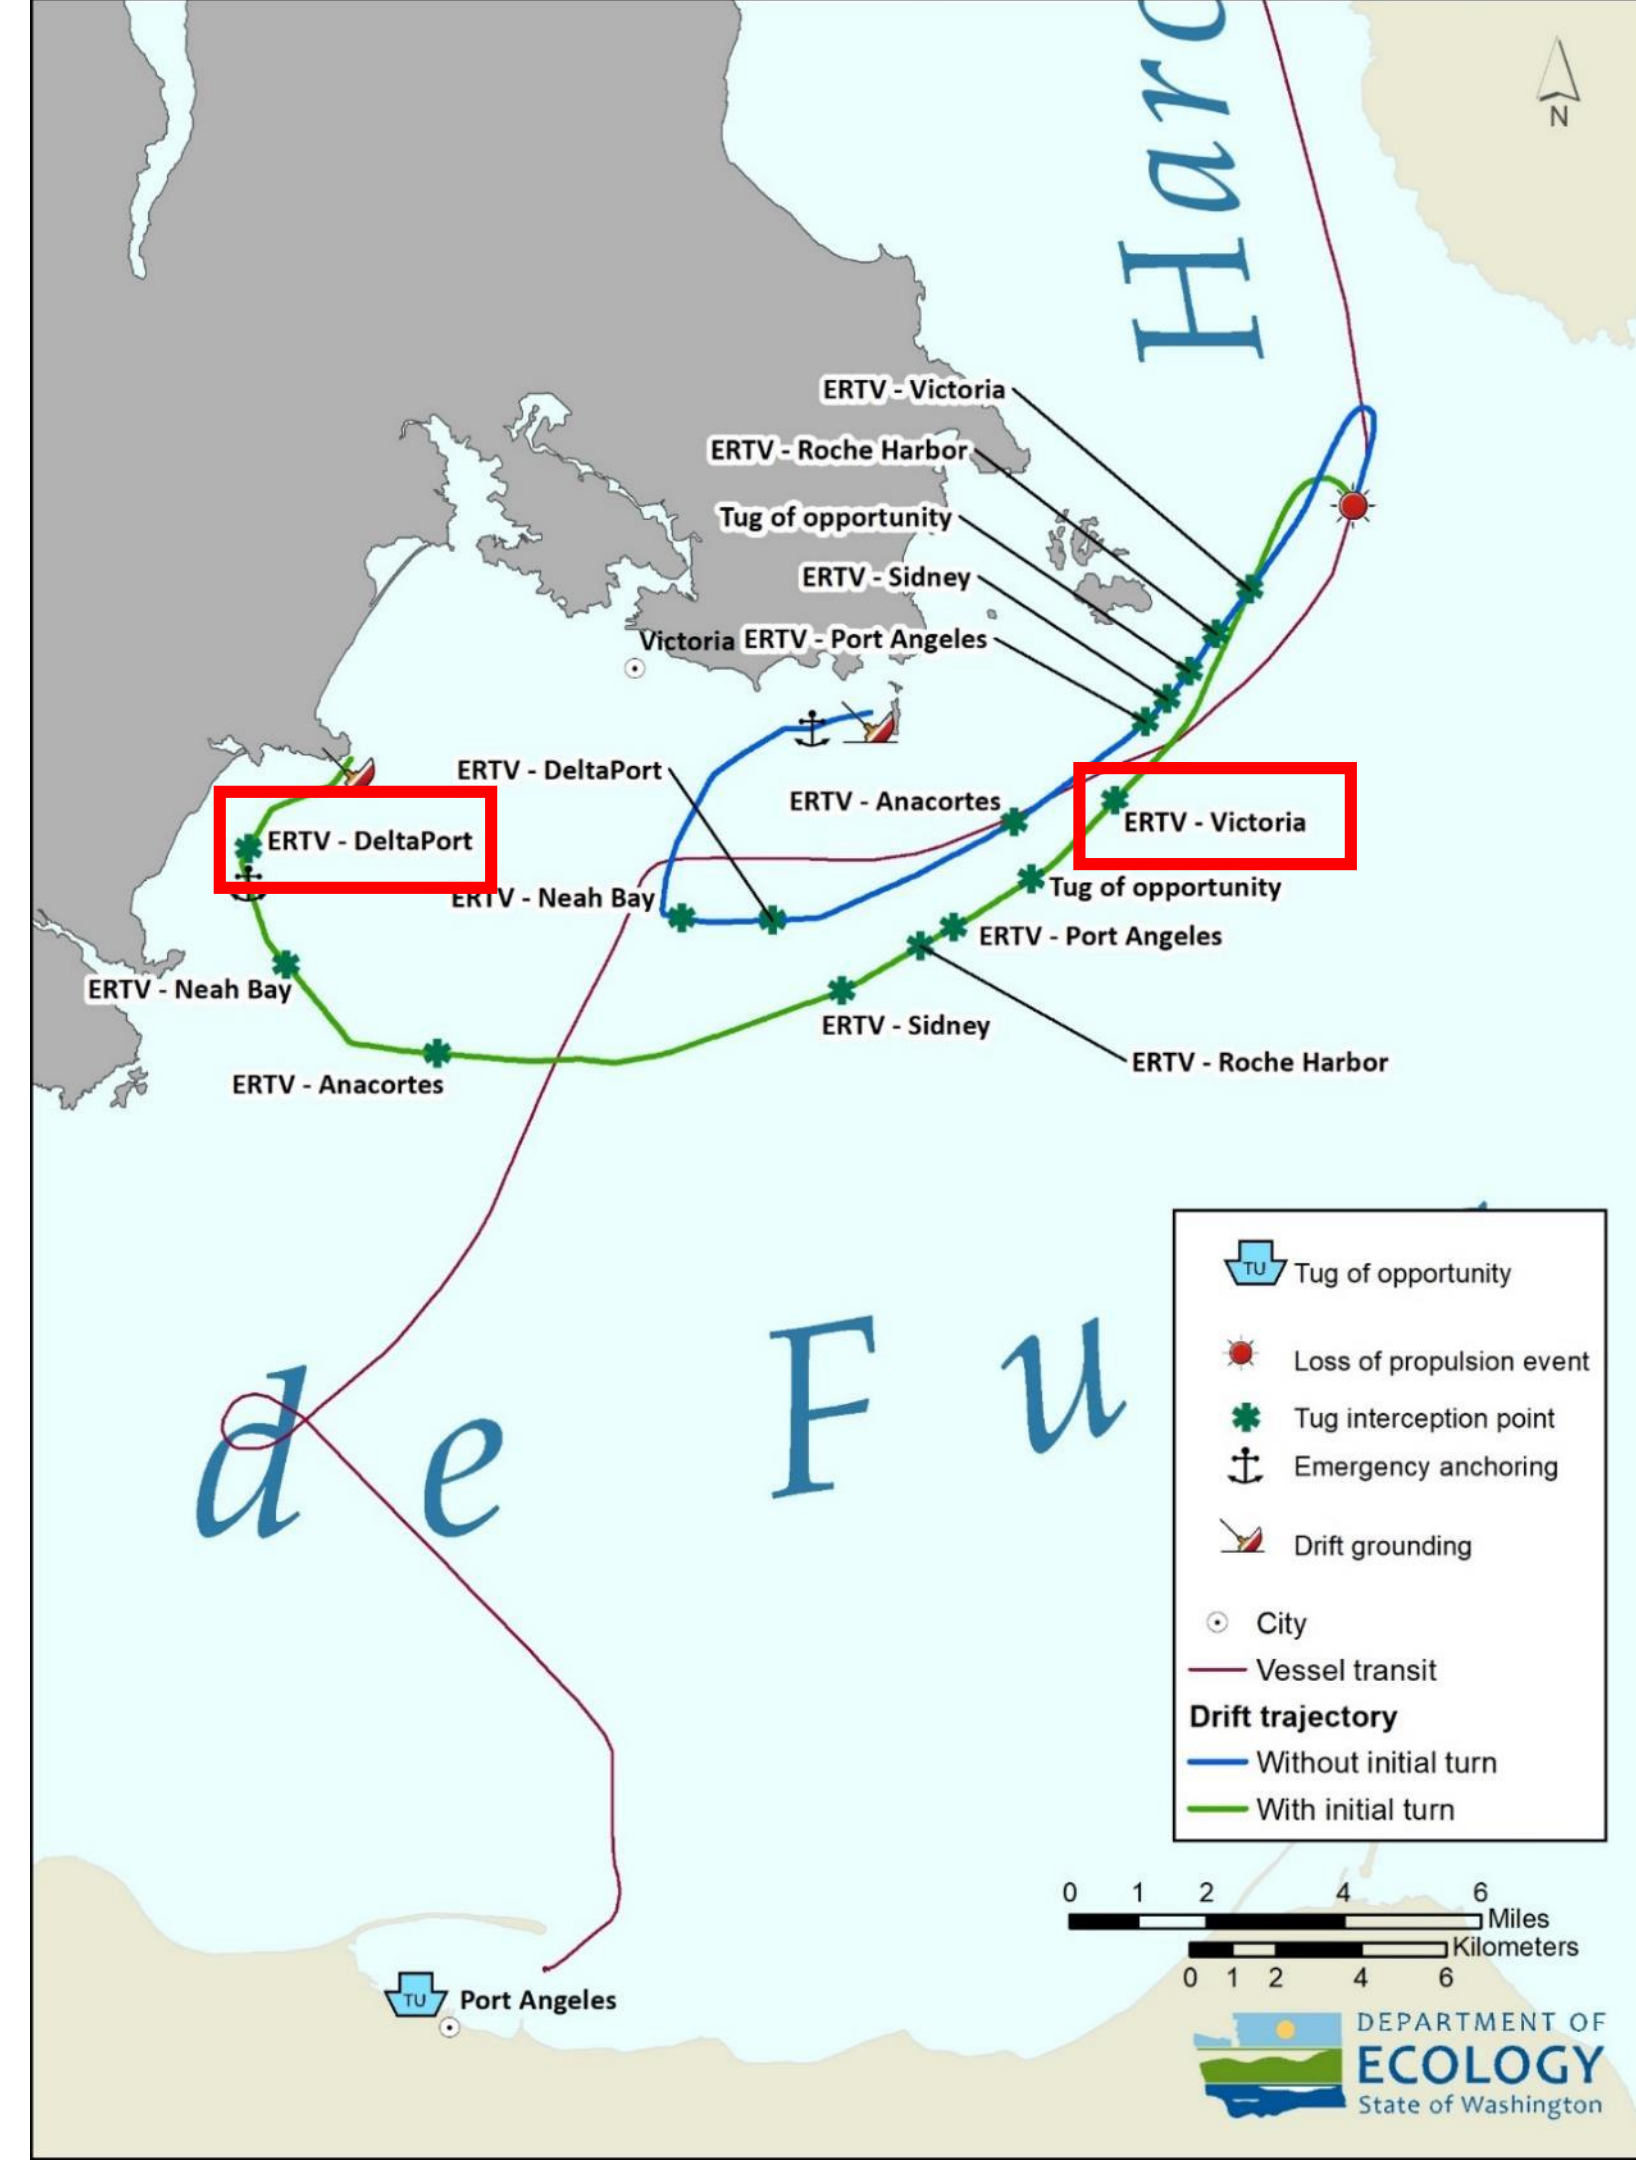 Haro
N
ERTV - Victoria
ERTV - Roche Harbor
Tug of opportunity
ERTV - Sidney
Victoria
ERTV - Port Angeles
ERTV - DeltaPort
ERTV - Anacortes
ERTV - Victoria
ERTV - DeltaPort
ERTV - Neah Bay
Tug of opportunity
ERTV - Port Angeles
ERTV - Neah Bay
ERTV - Sidney
ERTV - Roche Harbor
ERTV - Anacortes
de Fu
TU Tug of opportunity
Loss of propulsion event
Tug interception point
Emergency anchoring
Drift grounding
City
Vessel transit
Drift trajectory
Without initial turn
With initial turn
0 1 2 4 6
Miles
Kilometers
0 1 2 4 6
TU Port Angeles
DEPARTMENT OF
ECOLOGY
State of Washington